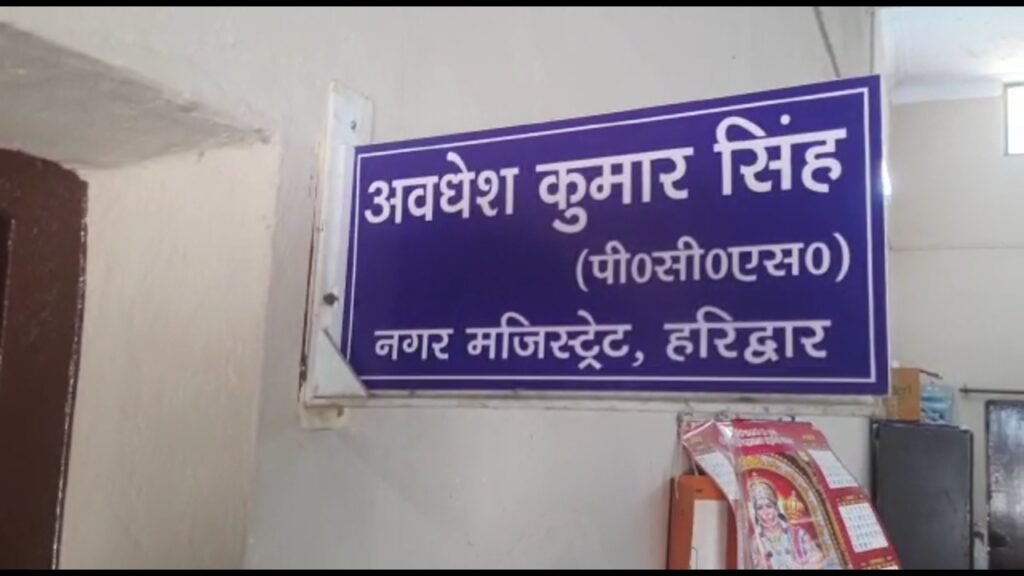 अवधेश कुमार सिंह
(पी0सी0एस0)
नगर मजिस्ट्रेट, हरिद्वार